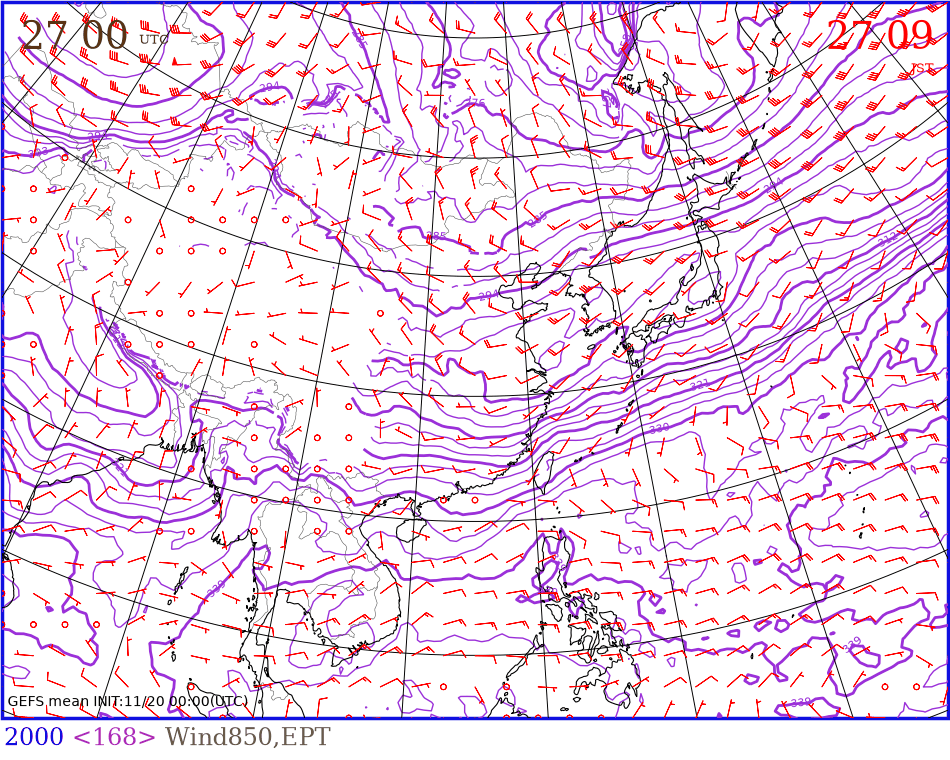 27 00 UTC
27 09
JST
GEFS mean INIT:11/20 00:00(UTC)
2000 <168> Wind850,EPT